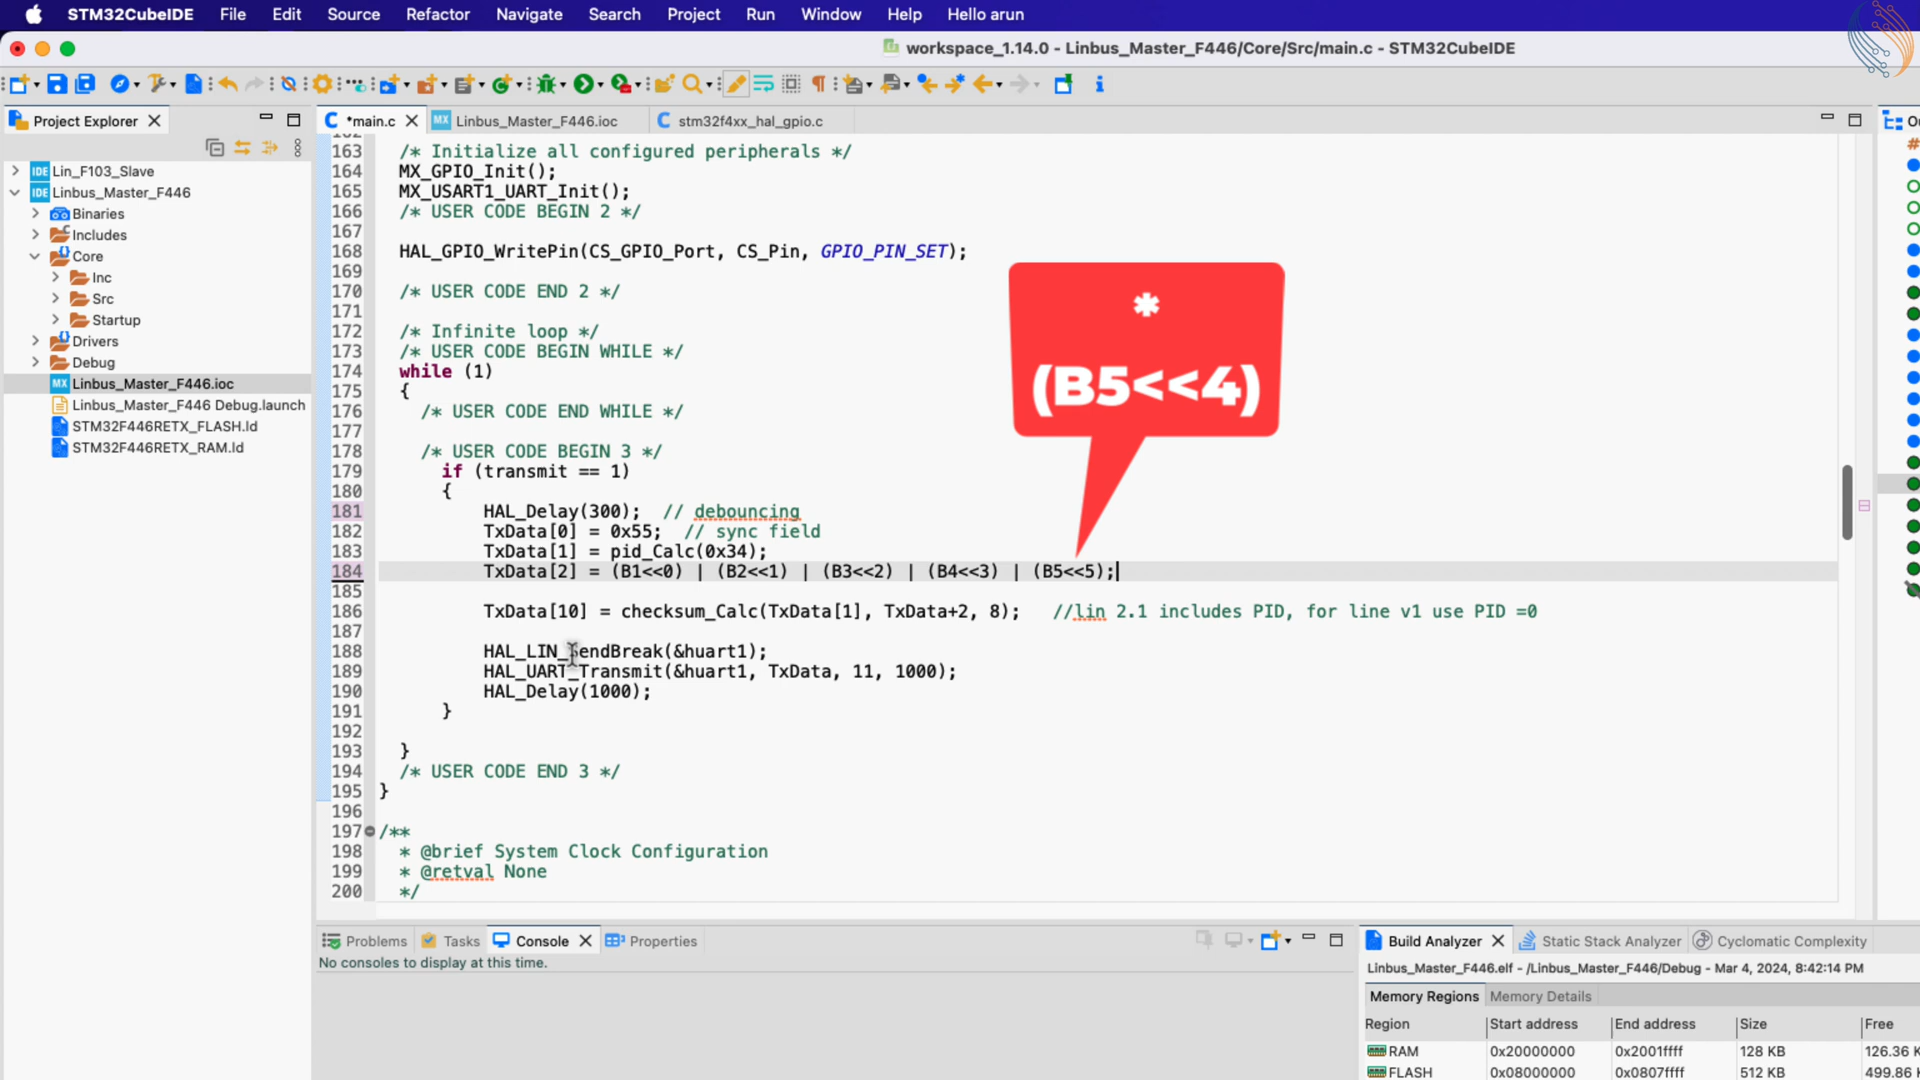 STM32CubeIDE File Edit Source Refactor Navigate Search Project Run Window Help Hello arun
workspace_1.14.0 - Linbus_Master_F446/Core/Src/main.c - STM32CubeIDE
Project Explorer
*main.c
MX Linbus_Master_F446.ioc
stm32f4xx_hal_gpio.c
IDE Lin_F103_Slave
IDE Linbus_Master_F446
Binaries
Includes
Core
Inc
Src
Startup
Drivers
Debug
MX Linbus_Master_F446.ioc
Linbus_Master_F446 Debug.launch
STM32F446RETX_FLASH.ld
STM32F446RETX_RAM.ld
163 /* Initialize all configured peripherals */
164 MX_GPIO_Init();
165 MX_USART1_UART_Init();
166 /* USER CODE BEGIN 2 */
167
168 HAL_GPIO_WritePin(CS_GPIO_Port, CS_Pin, GPIO_PIN_SET);
169
170 /* USER CODE END 2 */
171
172 /* Infinite loop */
173 /* USER CODE BEGIN WHILE */
174 while (1)
175 {
176 /* USER CODE END WHILE */
177
178 /* USER CODE BEGIN 3 */
179 if (transmit == 1)
180 {
181 HAL_Delay(300); // debouncing
182 TxData[0] = 0x55; // sync field
183 TxData[1] = pid_Calc(0x34);
184 TxData[2] = (B1<<0) | (B2<<1) | (B3<<2) | (B4<<3) | (B5<<5);
185
186 TxData[10] = checksum_Calc(TxData[1], TxData+2, 8); //lin 2.1 includes PID, for line v1 use PID =0
187
188 HAL_LIN_SendBreak(&huart1);
189 HAL_UART_Transmit(&huart1, TxData, 11, 1000);
190 HAL_Delay(1000);
191 }
192
193 }
194 /* USER CODE END 3 */
195 }
196
197 /**
198 * @brief System Clock Configuration
199 * @retval None
200 */
*
(B5<<4)
Problems Tasks Console Properties
No consoles to display at this time.
Build Analyzer Static Stack Analyzer Cyclomatic Complexity
Linbus_Master_F446.elf - /Linbus_Master_F446/Debug - Mar 4, 2024, 8:42:14 PM
Memory Regions Memory Details
Region Start address End address Size Free
RAM 0x20000000 0x2001ffff 128 KB 126.36 K
FLASH 0x08000000 0x0807ffff 512 KB 499.86 K